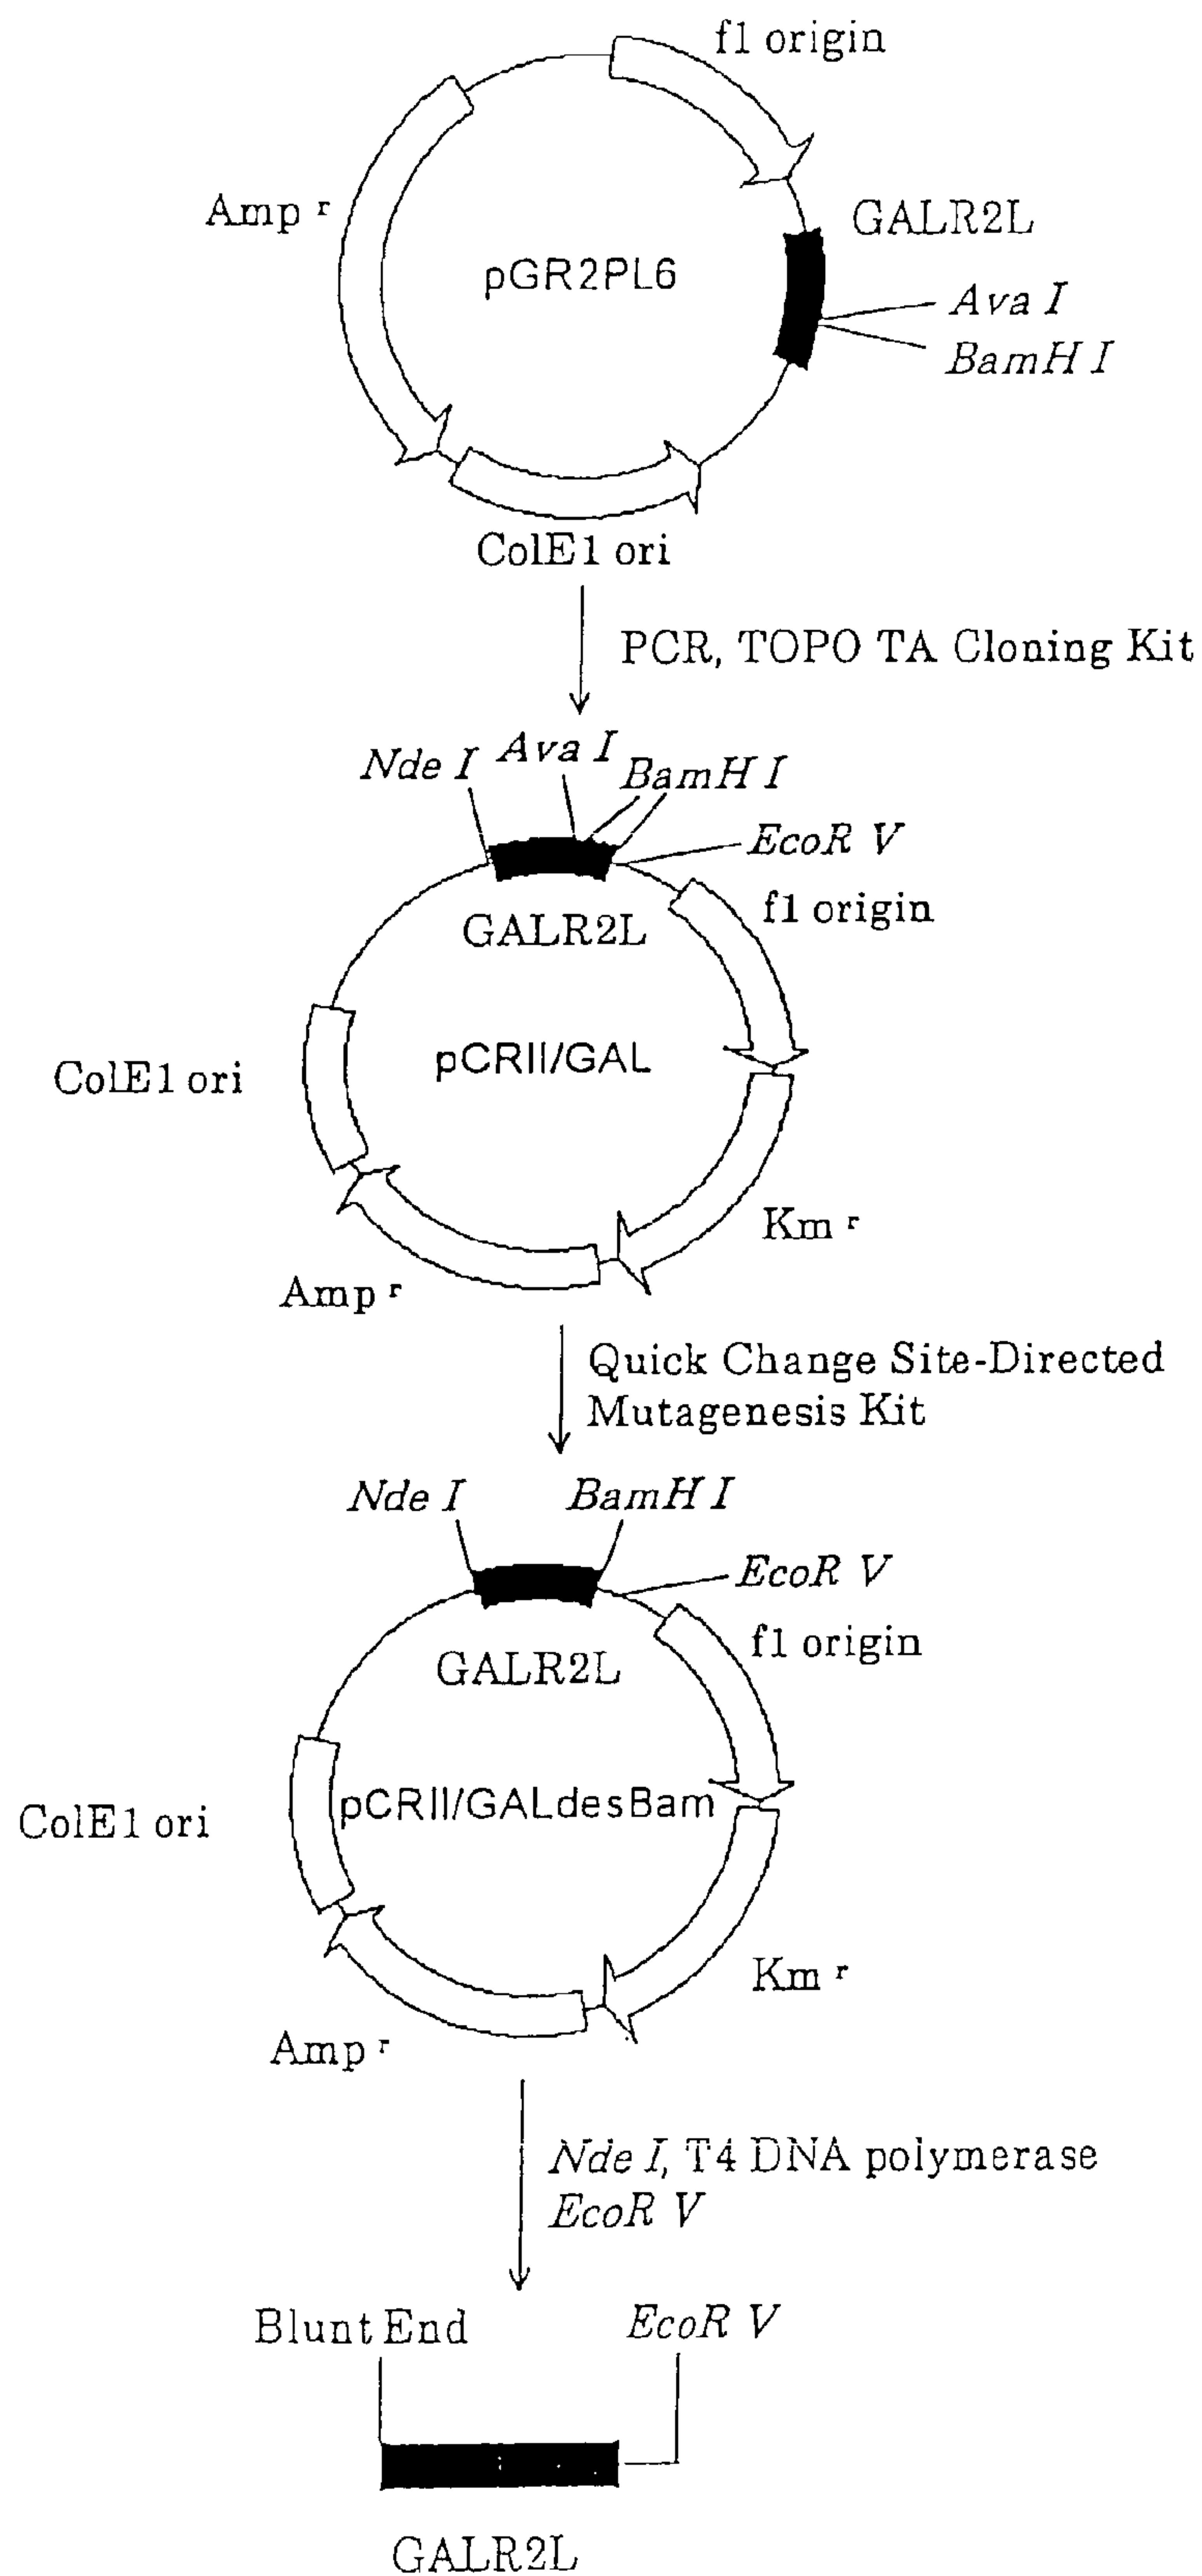 f1 origin
Amp r
GALR2L
pGR2PL6
Ava I
BamH I
ColE1 ori
PCR, TOPO TA Cloning Kit
Nde I
Ava I
BamH I
EcoR V
f1 origin
GALR2L
pCRII/GAL
ColE1 ori
Km r
Amp r
Quick Change Site-Directed
Mutagenesis Kit
Nde I
BamH I
EcoR V
f1 origin
GALR2L
pCRII/GALdesBam
ColE1 ori
Km r
Amp r
Nde I, T4 DNA polymerase
EcoR V
Blunt End
EcoR V
GALR2L